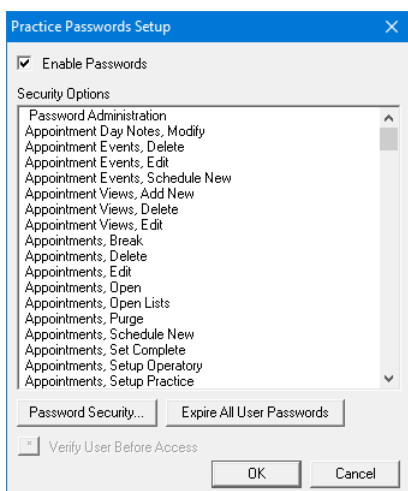 Practice Passwords Setup
Enable Passwords
Security Options
Password Administration
Appointment Day Notes, Modify
Appointment Events, Delete
Appointment Events, Edit
Appointment Events, Schedule New
Appointment Views, Add New
Appointment Views, Delete
Appointment Views, Edit
Appointments, Break
Appointments, Delete
Appointments, Edit
Appointments, Open
Appointments, Open Lists
Appointments, Purge
Appointments, Schedule New
Appointments, Set Complete
Appointments, Setup Operatory
Appointments, Setup Practice
Password Security... Expire All User Passwords
Verify User Before Access
OK Cancel